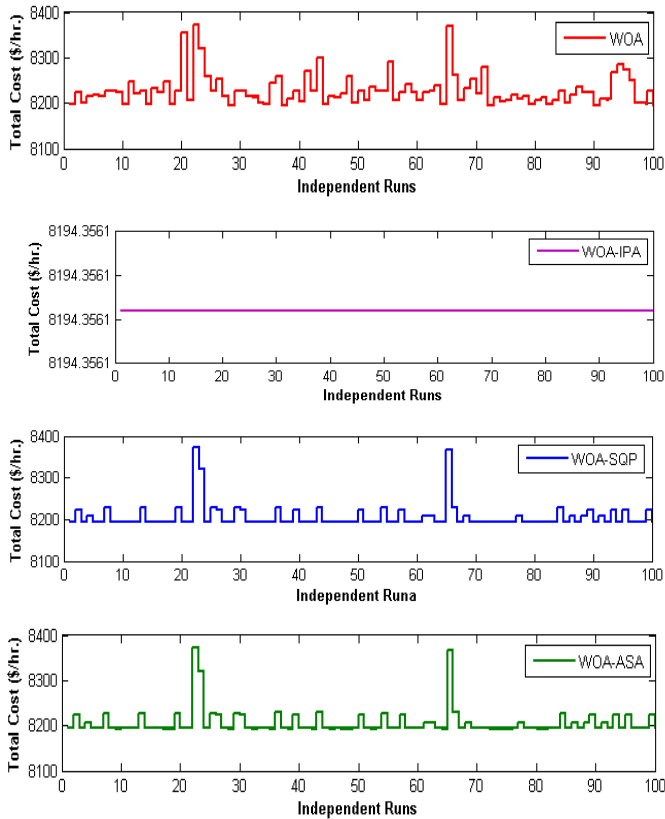 8400
WOA
8300
8200
8100
Total Cost ($/hr.)
0 10 20 30 40 50 60 70 80 90 100
Independent Runs
8194.3561
WOA-IPA
8194.3561
8194.3561
8194.3561
Total Cost ($/hr.)
0 10 20 30 40 50 60 70 80 90 100
Independent Runs
8400
WOA-SQP
8300
8200
8100
Total Cost ($/hr.)
0 10 20 30 40 50 60 70 80 90 100
Independent Runa
8400
WOA-ASA
8300
8200
8100
Total Cost ($/hr.)
0 10 20 30 40 50 60 70 80 90 100
Independent Runs